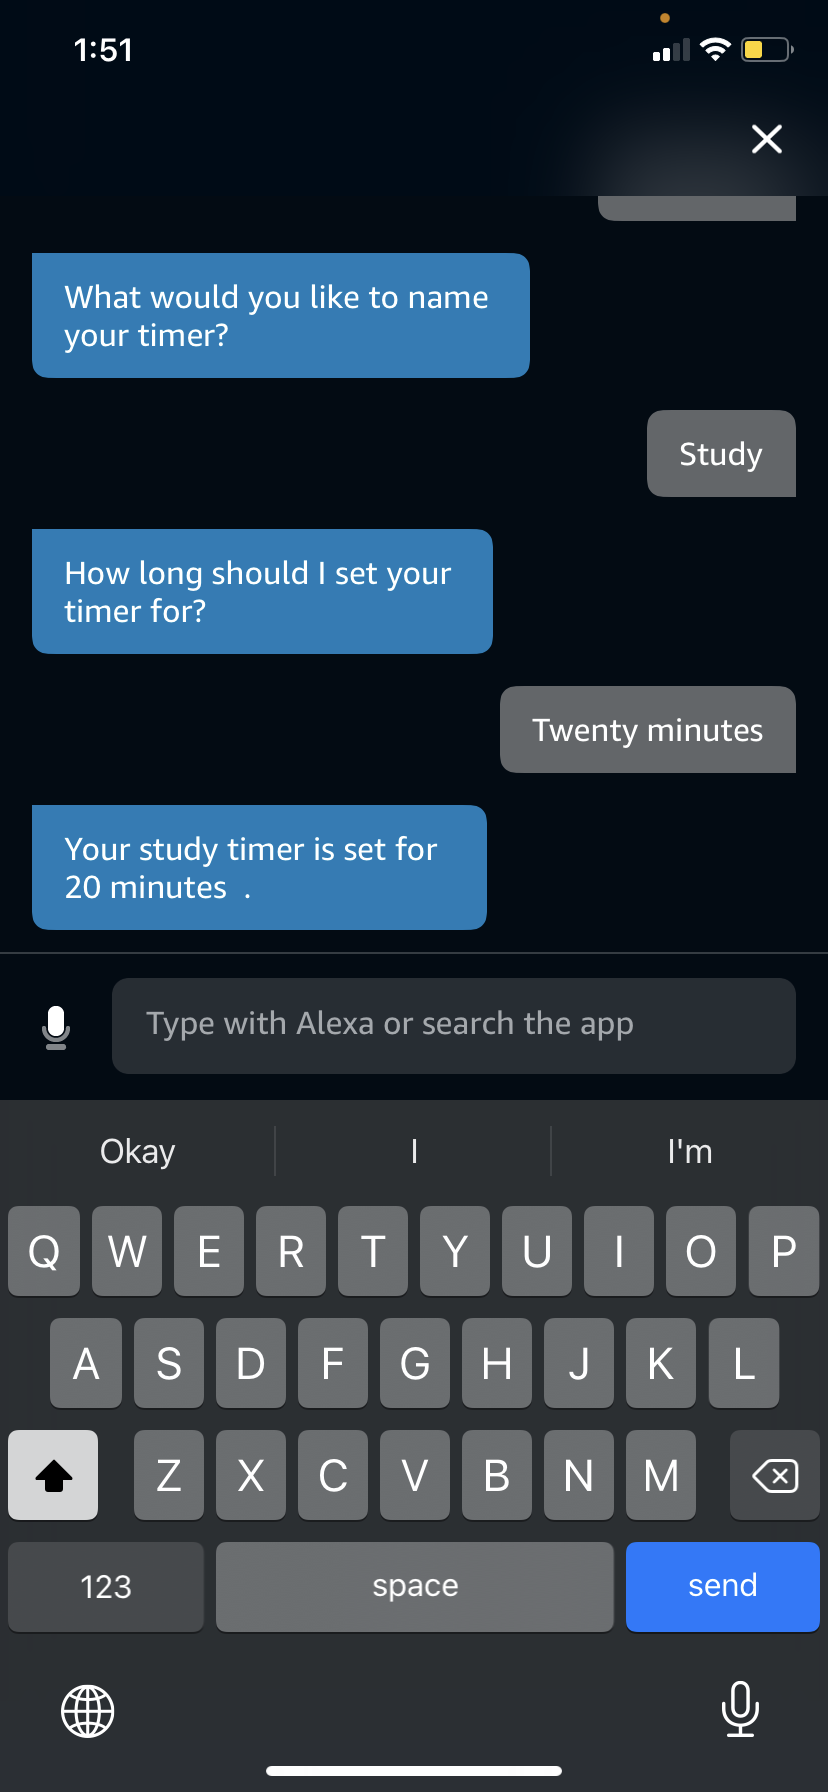 1:51
What would you like to name
your timer?
Study
How long should I set your
timer for?
Twenty minutes
Your study timer is set for
20 minutes  .
Type with Alexa or search the app
Okay I I'm
Q W E R T Y U I O P
A S D F G H J K L
Z X C V B N M
123 space send